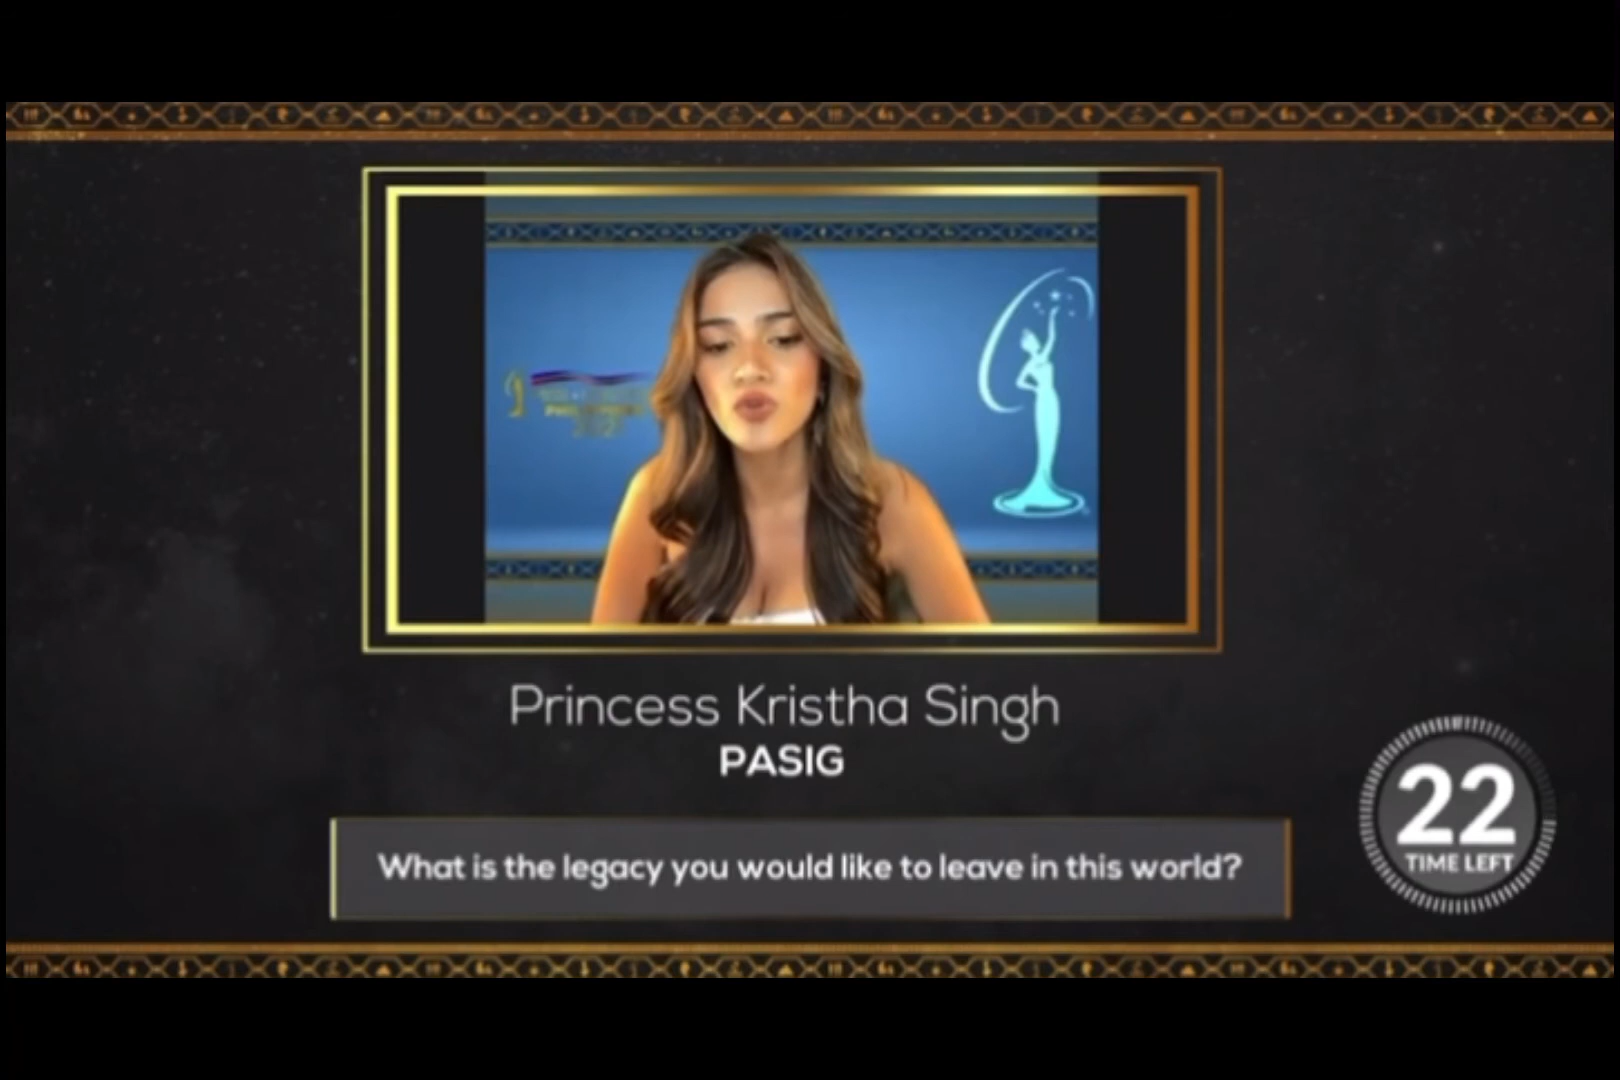 Princess Kristha Singh
PASIG
What is the legacy you would like to leave in this world?
22
TIME LEFT